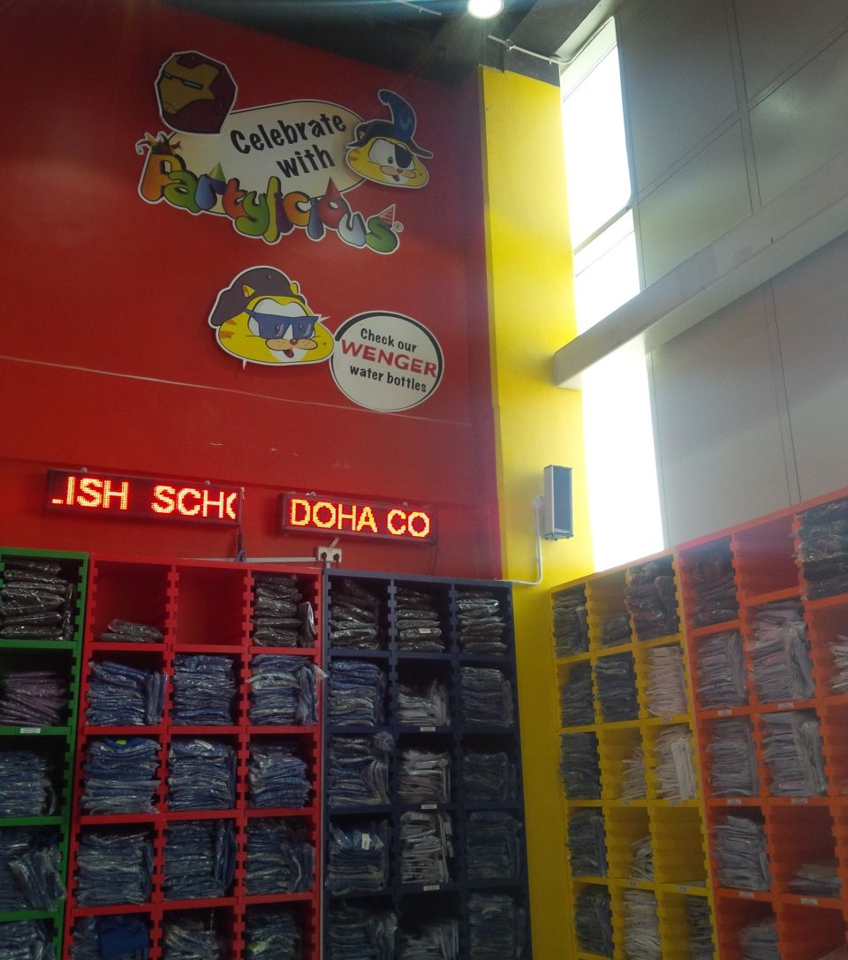 Celebrate
with
Partylicious®
Check our
WENGER
water bottles
LISH SCHO
DOHA CO